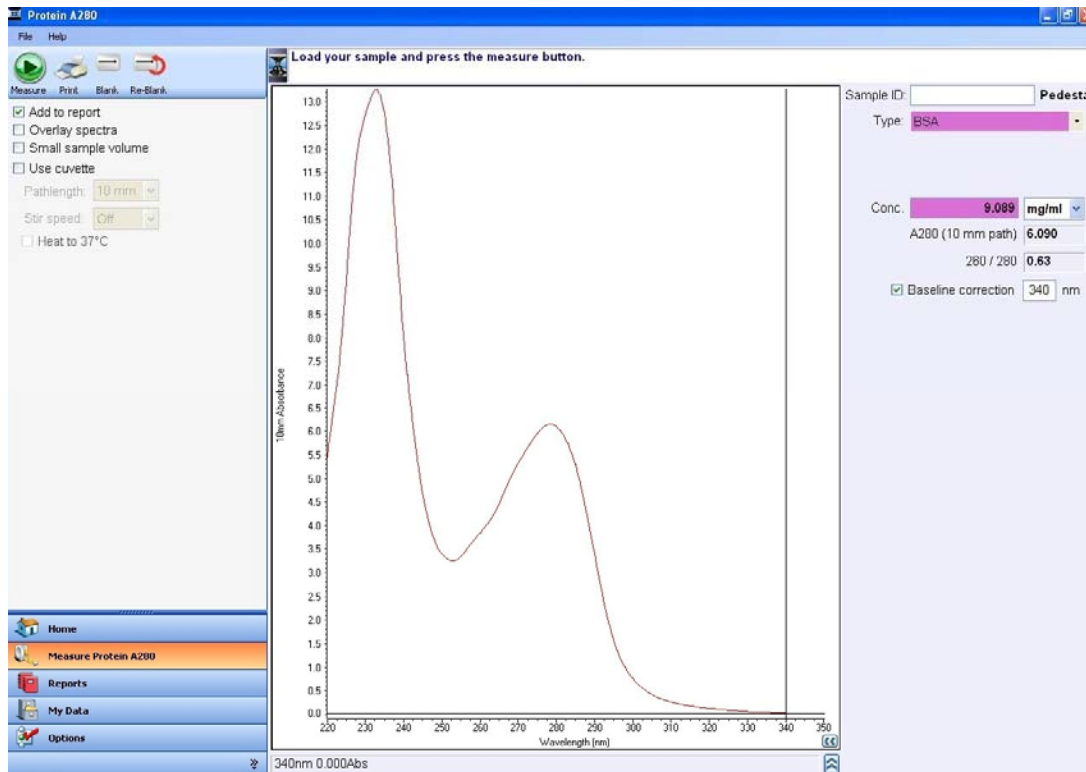 Protein A280
File Help
Load your sample and press the measure button.
Measure Print Blank Re-Blank
Add to report
Overlay spectra
Small sample volume
Use cuvette
Pathlength: 10 mm
Stir speed: Off
Heat to 37°C
Home
Measure Protein A280
Reports
My Data
Options
13.0
12.5
12.0
11.5
11.0
10.5
10.0
9.5
9.0
8.5
8.0
7.5
7.0
6.5
6.0
5.5
5.0
4.5
4.0
3.5
3.0
2.5
2.0
1.5
1.0
0.5
0.0
10mm Absorbance
220 230 240 250 260 270 280 290 300 310 320 330 340 350
Wavelength (nm)
340nm 0.000Abs
Sample ID: Pedesta
Type: BSA
Conc. 9.089 mg/ml
A280 (10 mm path) 6.090
260 / 280 0.63
Baseline correction 340 nm